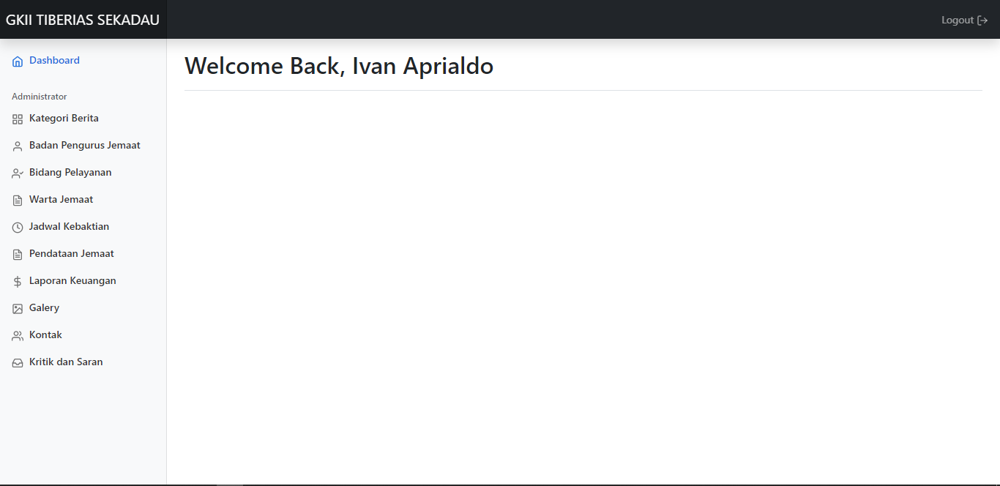 GKII TIBERIAS SEKADAU
Logout
Dashboard
Welcome Back, Ivan Aprialdo
Administrator
Kategori Berita
Badan Pengurus Jemaat
Bidang Pelayanan
Warta Jemaat
Jadwal Kebaktian
Pendataan Jemaat
Laporan Keuangan
Galery
Kontak
Kritik dan Saran